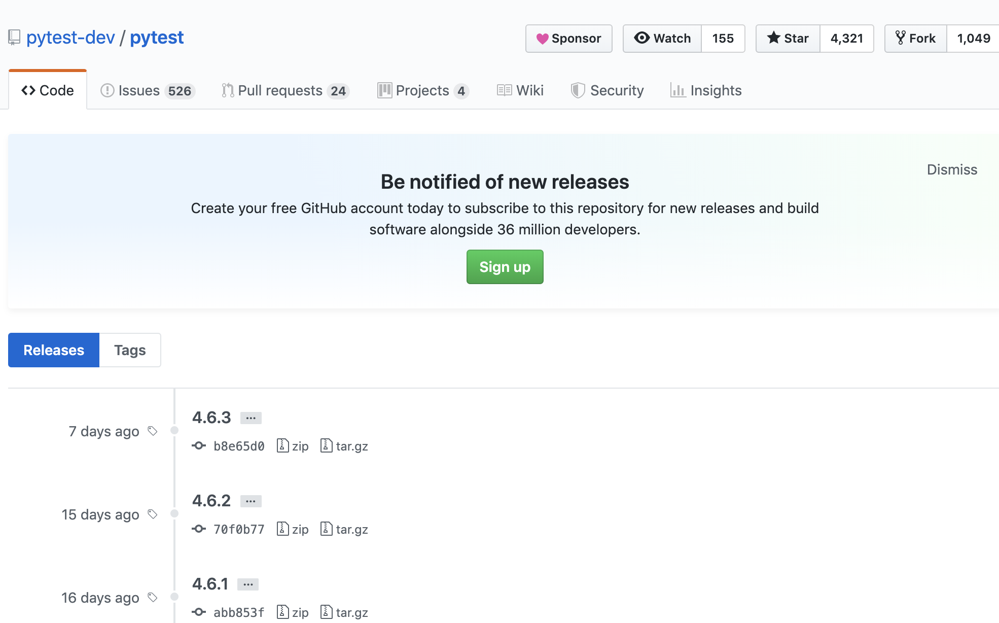 pytest-dev / pytest
Sponsor Watch 155 Star 4,321 Fork 1,049
Code Issues 526 Pull requests 24 Projects 4 Wiki Security Insights
Dismiss
Be notified of new releases
Create your free GitHub account today to subscribe to this repository for new releases and build
software alongside 36 million developers.
Sign up
Releases Tags
4.6.3 ...
7 days ago
b8e65d0 zip tar.gz
4.6.2 ...
15 days ago
70f0b77 zip tar.gz
4.6.1 ...
16 days ago
abb853f zip tar.gz